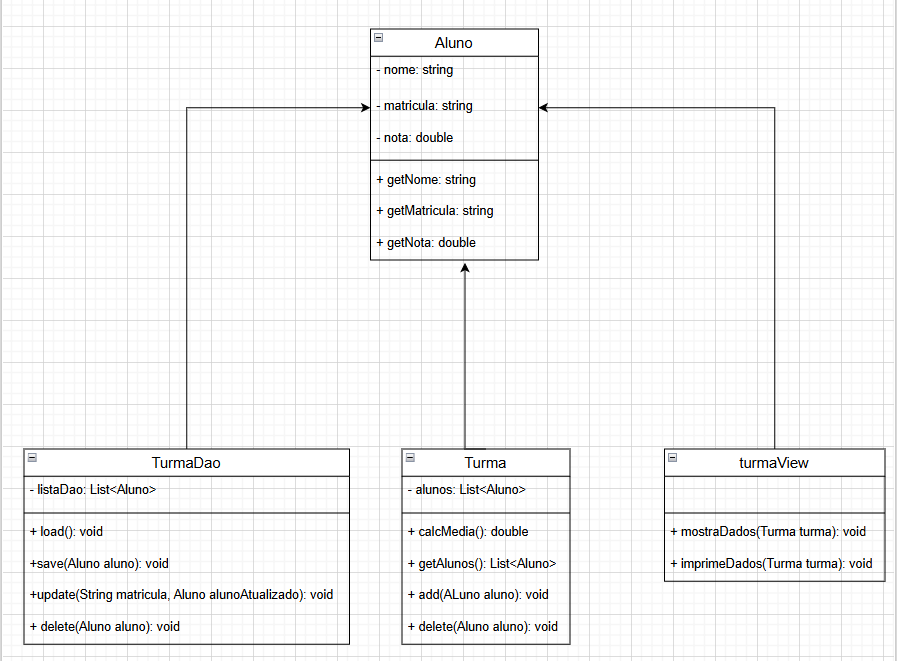 Aluno
- nome: string
- matricula: string
- nota: double
+ getNome: string
+ getMatricula: string
+ getNota: double
TurmaDao
- listaDao: List<Aluno>
+ load(): void
+save(Aluno aluno): void
+update(String matricula, Aluno alunoAtualizado): void
+ delete(Aluno aluno): void
Turma
- alunos: List<Aluno>
+ calcMedia(): double
+ getAlunos(): List<Aluno>
+ add(ALuno aluno): void
+ delete(Aluno aluno): void
turmaView
+ mostraDados(Turma turma): void
+ imprimeDados(Turma turma): void